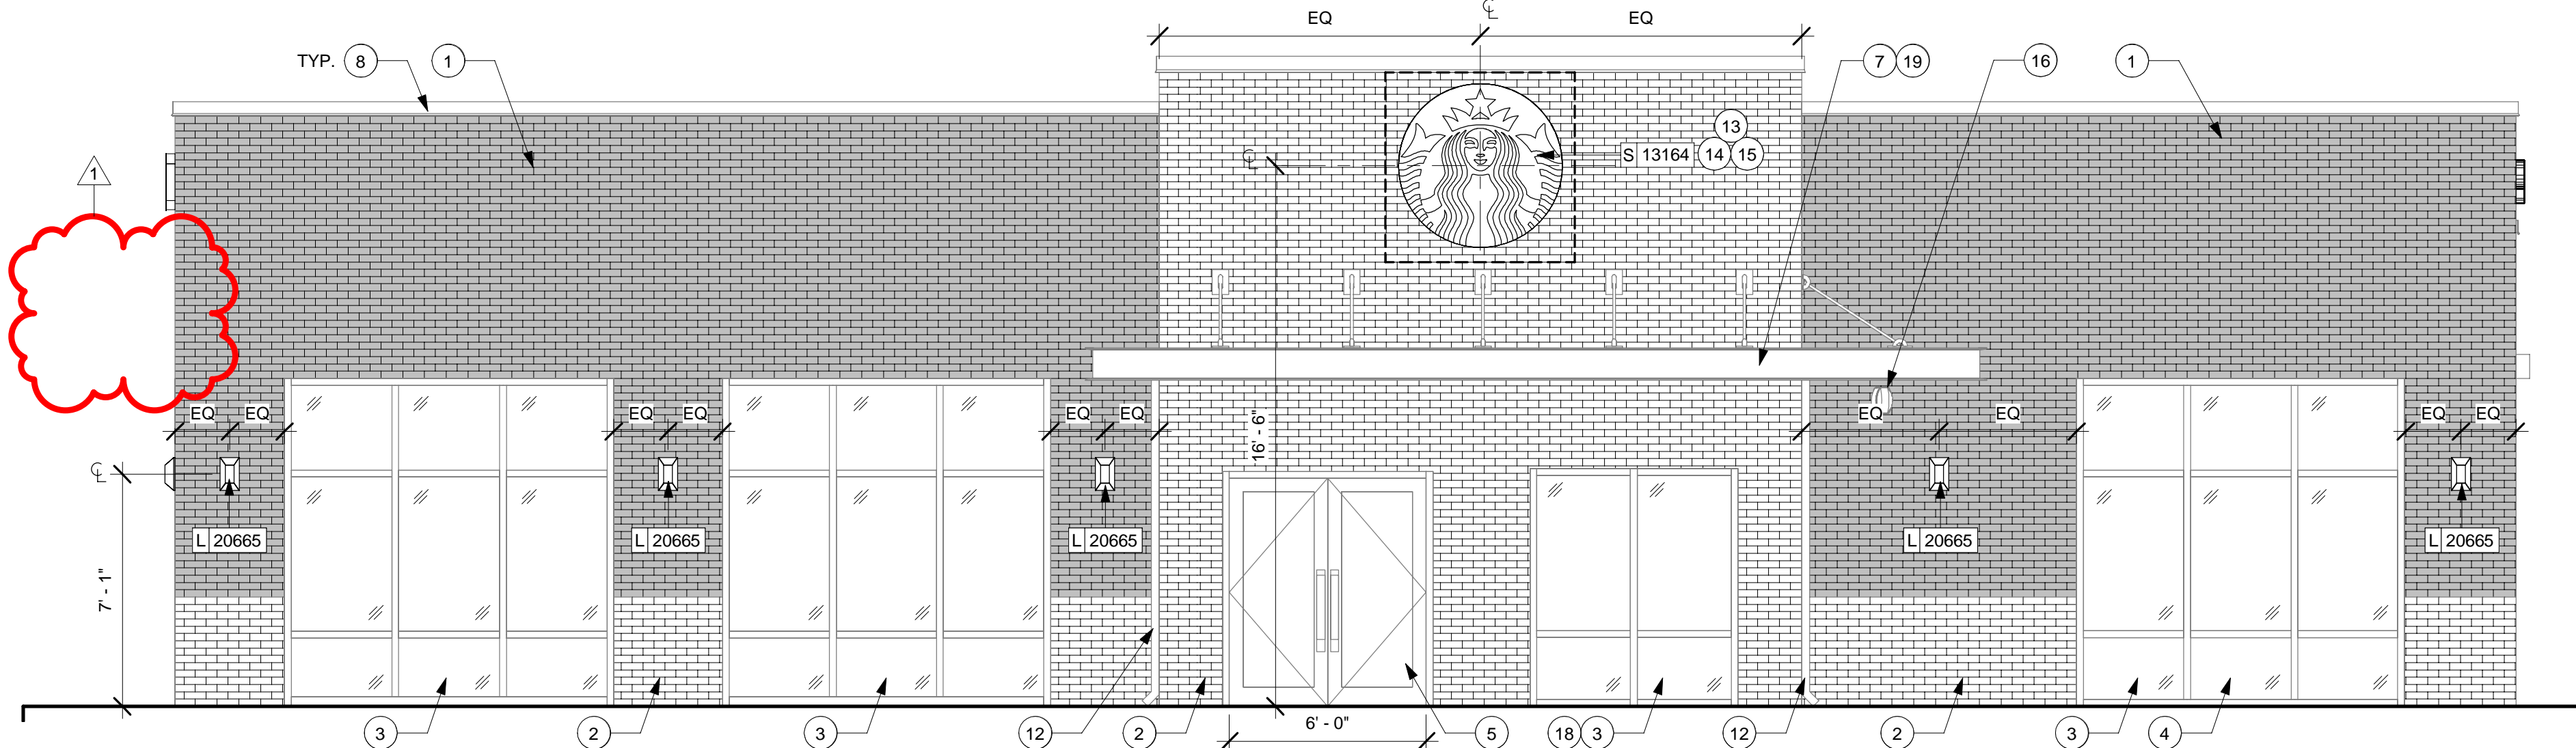 ℄
EQ EQ
TYP. 8 1 7 19 16 1
13
℄ S 13164 14 15
1
EQ EQ EQ EQ EQ EQ EQ EQ EQ EQ
16' - 6"
℄
L 20665 L 20665 L 20665 L 20665 L 20665
7' - 1"
6' - 0"
3 2 3 12 2 5 18 3 12 2 3 4